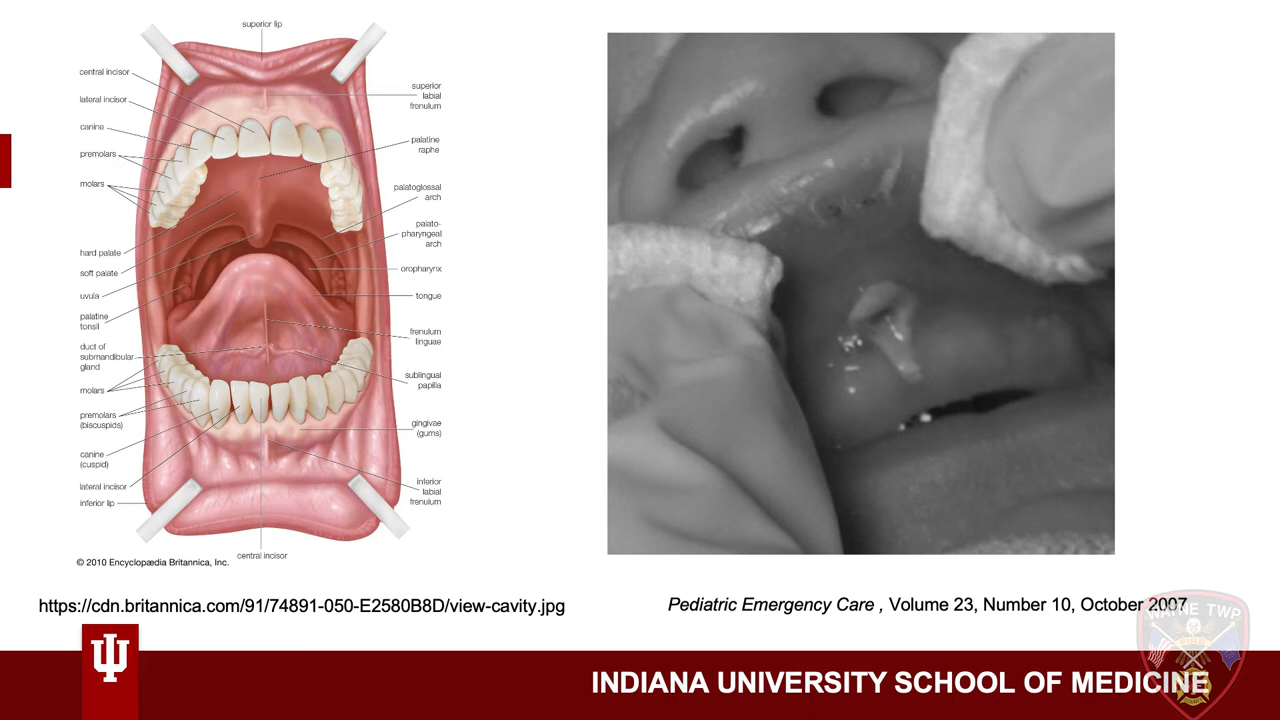 superior lip
central incisor
lateral incisor
canine
premolars
molars
hard palate
soft palate
uvula
palatine
tonsil
duct of
submandibular
gland
molars
premolars
(biscuspids)
canine
(cuspid)
lateral incisor
inferior lip
superior
labial
frenulum
palatine
raphe
palatoglossal
arch
palato-
pharyngeal
arch
oropharynx
tongue
frenulum
linguae
sublingual
papilla
gingivae
(gums)
inferior
labial
frenulum
central incisor
© 2010 Encyclopædia Britannica, Inc.
https://cdn.britannica.com/91/74891-050-E2580B8D/view-cavity.jpg
Pediatric Emergency Care , Volume 23, Number 10, October 2007
WAYNE TWP
INDIANA UNIVERSITY SCHOOL OF MEDICINE